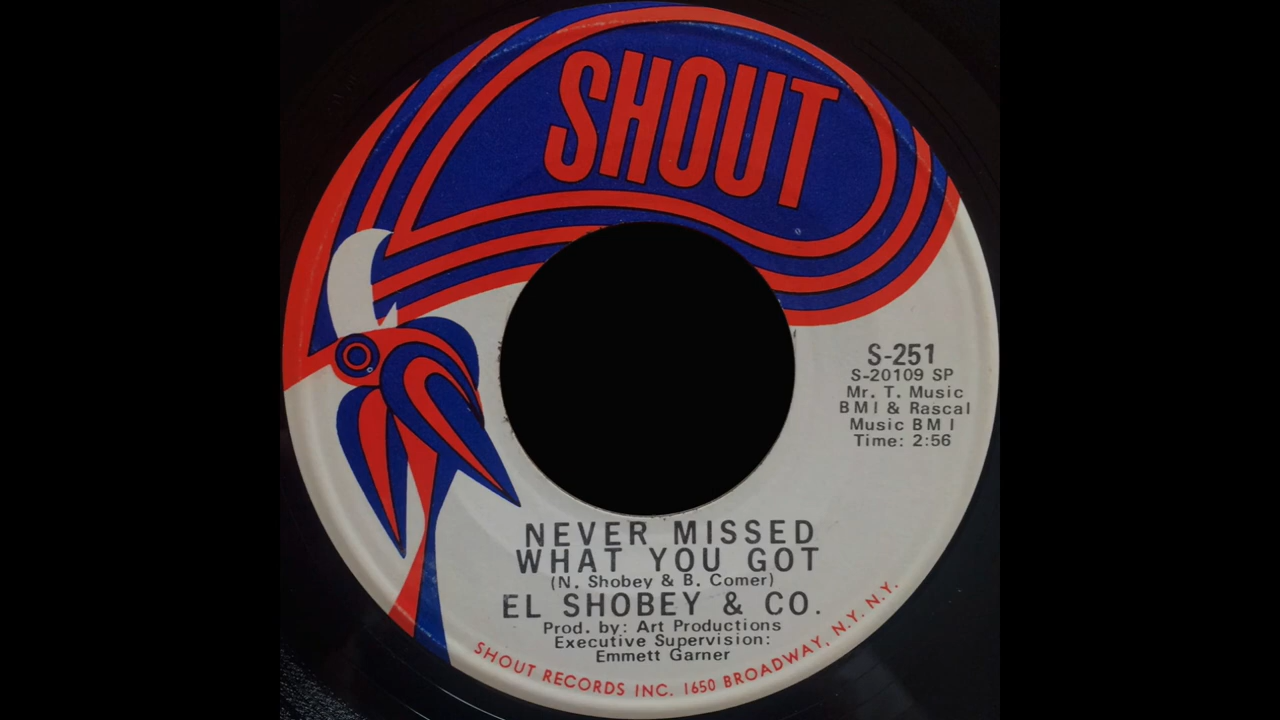 SHOUT
S-251
S-20109 SP
Mr. T. Music
BMI & Rascal
Music BMI
Time: 2:56
NEVER MISSED
WHAT YOU GOT
(N. Shobey & B. Comer)
EL SHOBEY & CO.
Prod. by: Art Productions
Executive Supervision:
Emmett Garner
SHOUT RECORDS INC. 1650 BROADWAY, N.Y. N.Y.